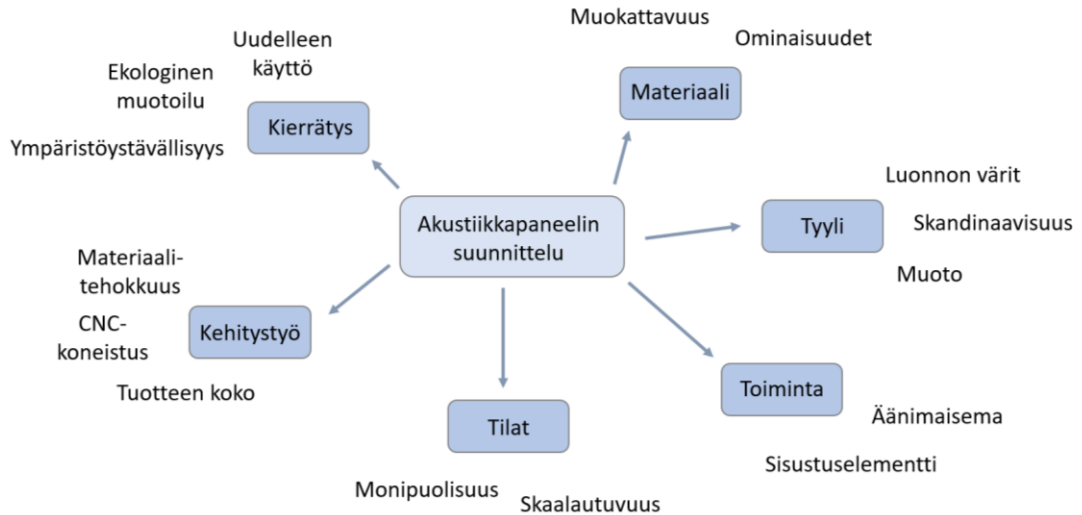 Muokattavuus
Ominaisuudet
Materiaali
Uudelleen
käyttö
Ekologinen
muotoilu
Kierrätys
Ympäristöystävällisyys
Luonnon värit
Tyyli
Skandinaavisuus
Muoto
Akustiikkapaneelin
suunnittelu
Materiaali-
tehokkuus
CNC-
koneistus
Kehitystyö
Tuotteen koko
Toiminta
Äänimaisema
Sisustuselementti
Tilat
Monipuolisuus
Skaalautuvuus